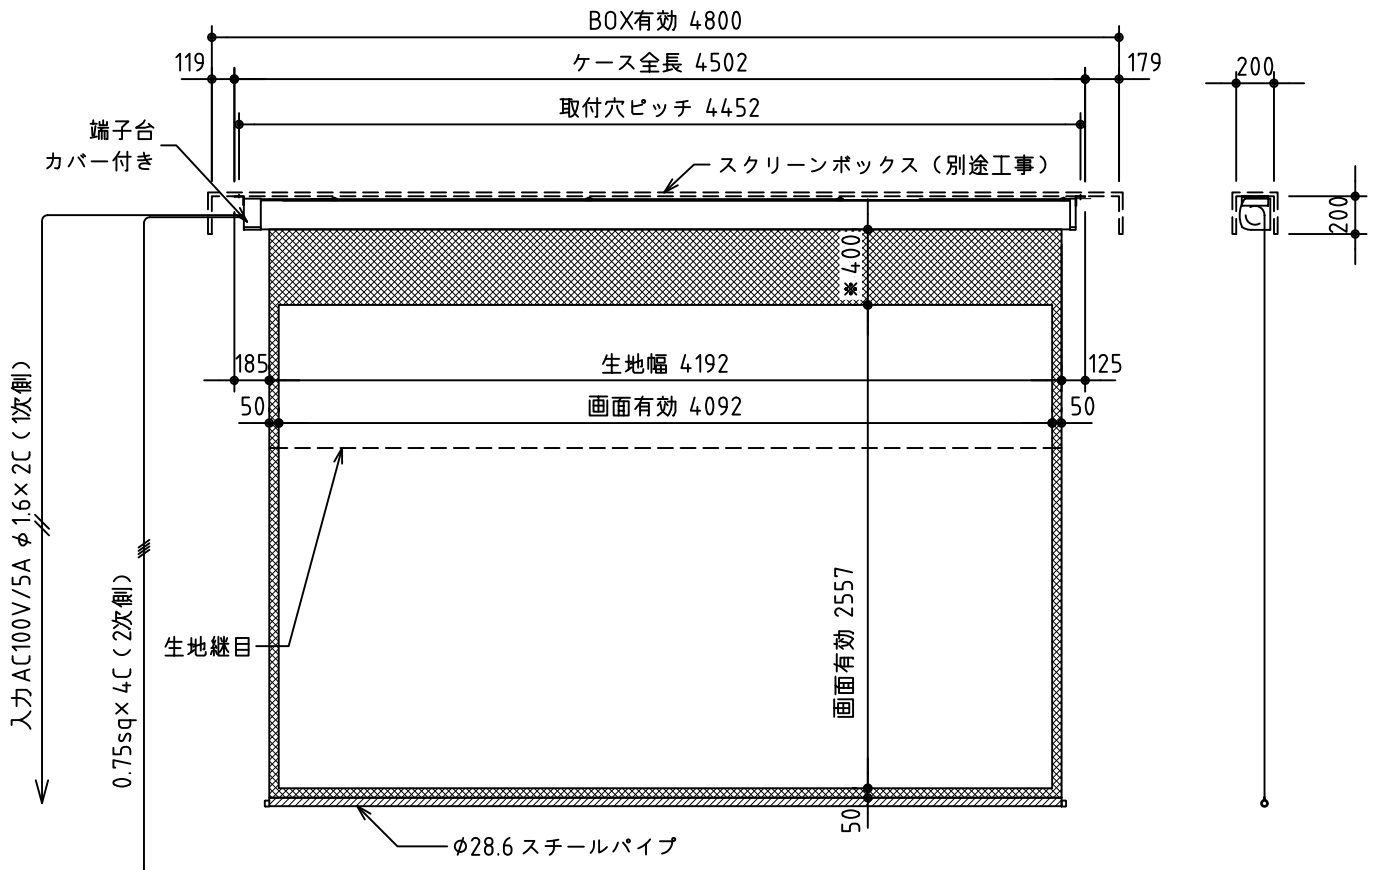 BOX有効 4800
119
ケース全長 4502
179
200
取付穴ピッチ 4452
端子台
カバー付き
スクリーンボックス（別途工事）
200
※ 400
185
生地幅 4192
125
50
画面有効 4092
50
入力AC100V/5A φ1.6×2C（1次側）
0.75sq×4C（2次側）
生地継目
画面有効 2557
50
φ28.6 スチールパイプ